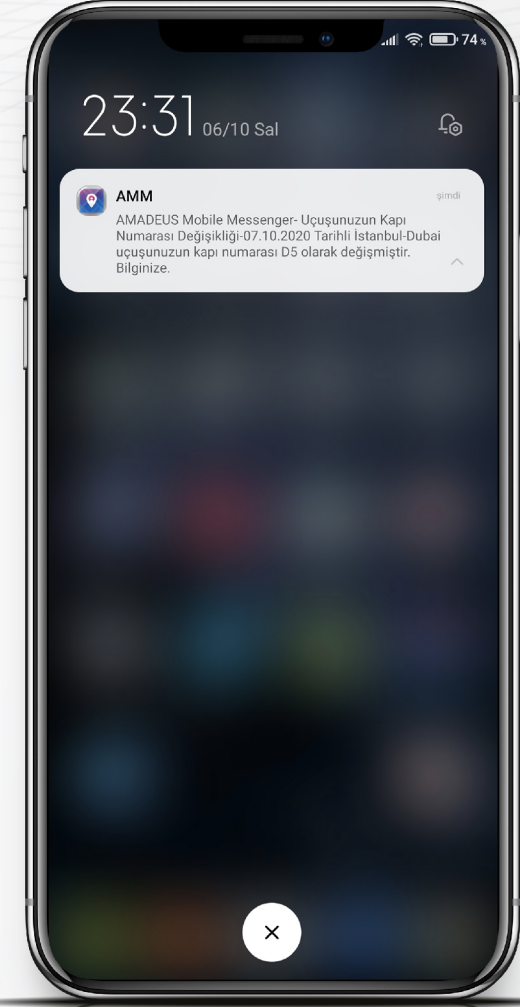 74%
23:31 06/10 Sal
AMM şimdi
AMADEUS Mobile Messenger- Uçuşunuzun Kapı
Numarası Değişikliği-07.10.2020 Tarihli İstanbul-Dubai
uçuşunuzun kapı numarası D5 olarak değişmiştir.
Bilginize.